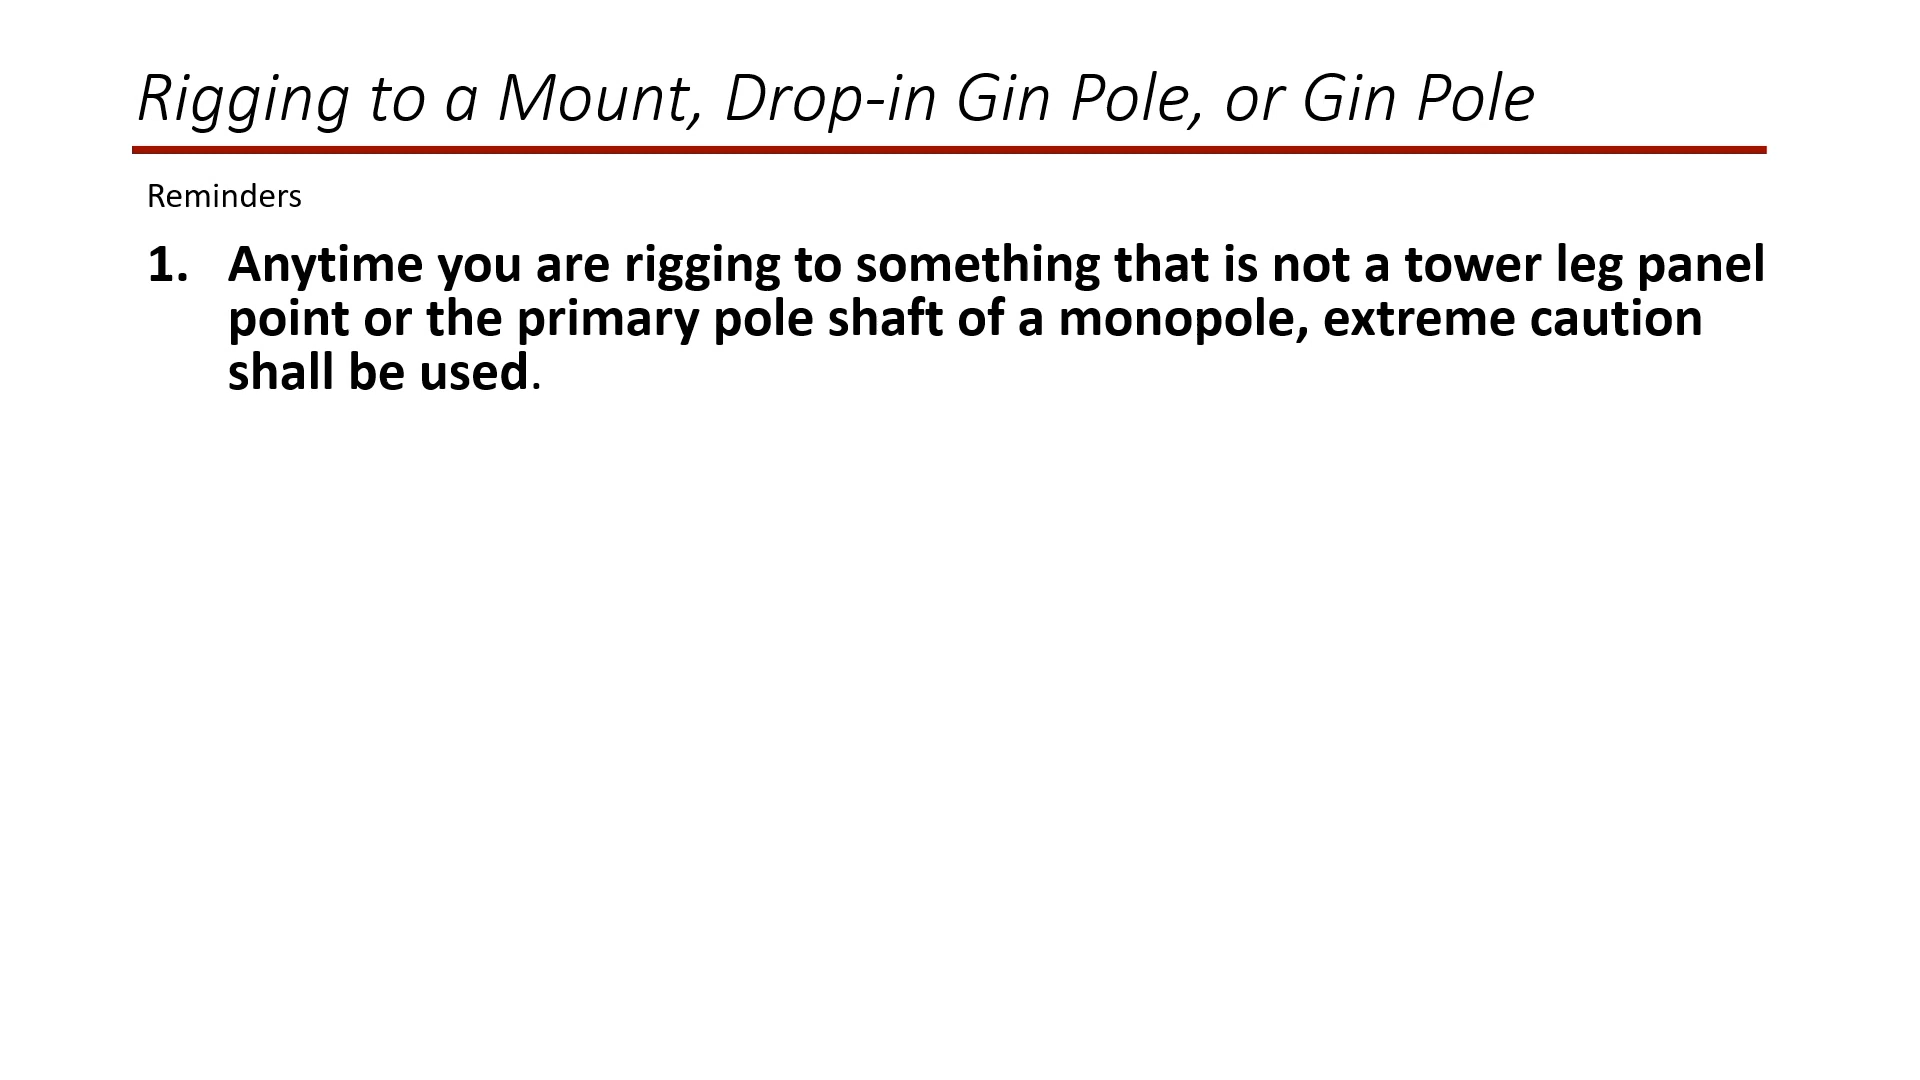 Rigging to a Mount, Drop-in Gin Pole, or Gin Pole
Reminders
1. Anytime you are rigging to something that is not a tower leg panel
point or the primary pole shaft of a monopole, extreme caution
shall be used.